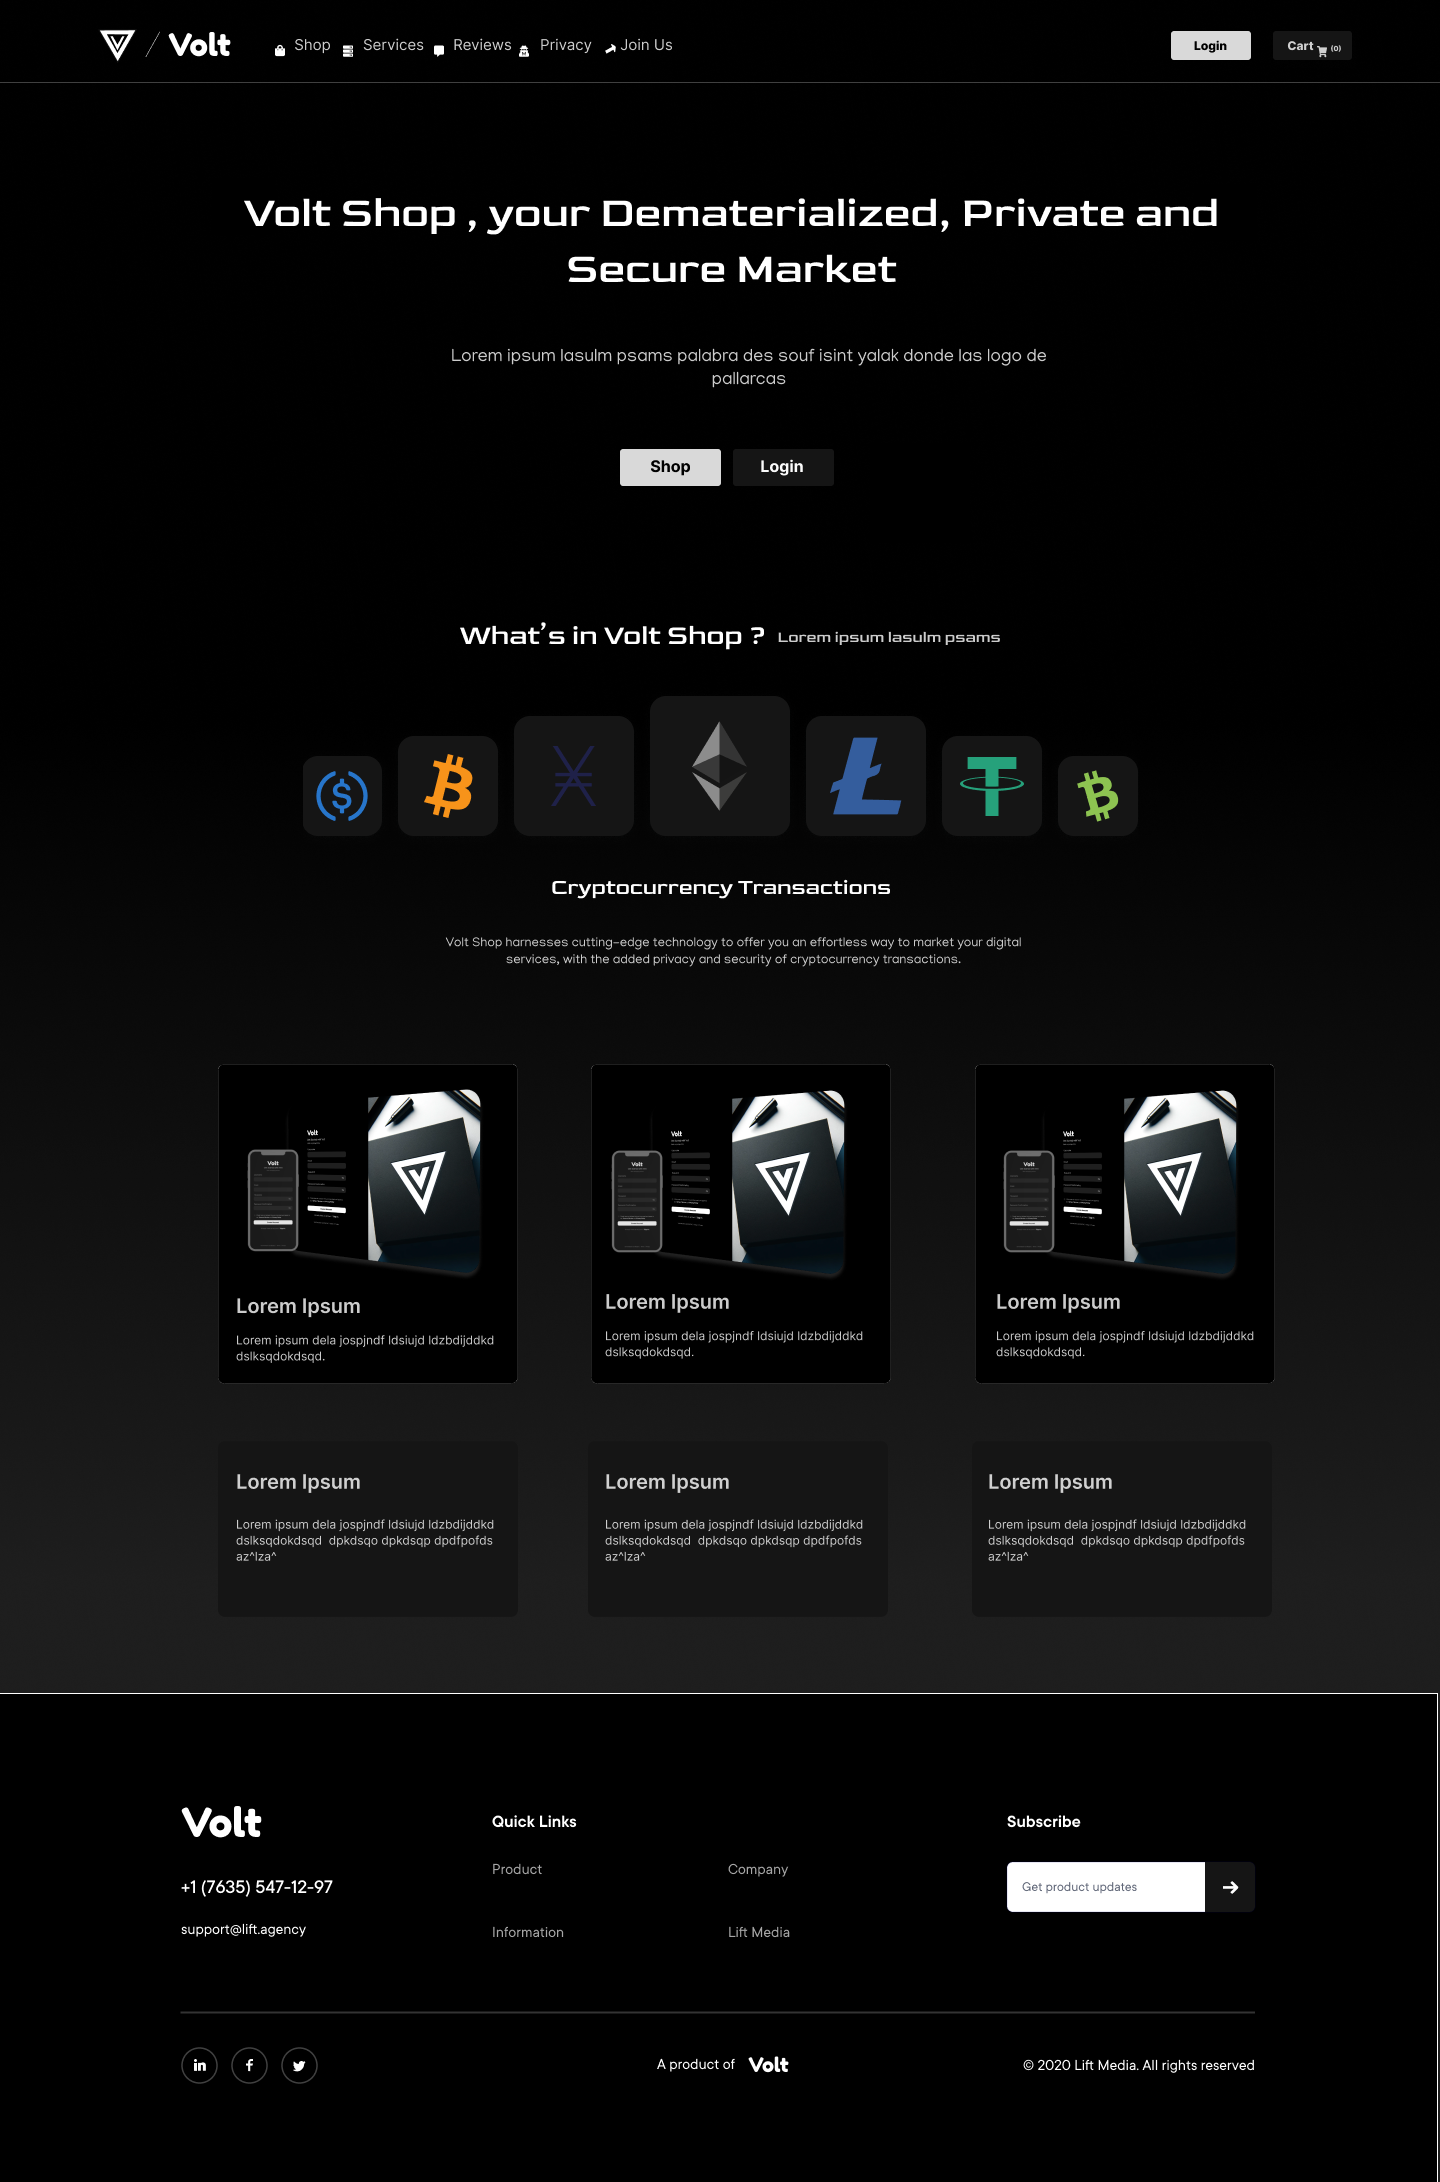 Volt
Shop
Services
Reviews
Privacy
Join Us
Login
Cart (0)
Volt Shop , your Dematerialized, Private and
Secure Market
Lorem ipsum lasulm psams palabra des souf isint yalak donde las logo de
pallarcas
Shop
Login
What's in Volt Shop ?
Lorem ipsum lasulm psams
Cryptocurrency Transactions
Volt Shop harnesses cutting-edge technology to offer you an effortless way to market your digital
services, with the added privacy and security of cryptocurrency transactions.
Volt
Volt
Lorem Ipsum
Lorem ipsum dela jospjndf ldsiujd ldzbdijddkd
dslksqdokdsqd.
Volt
Volt
Lorem Ipsum
Lorem ipsum dela jospjndf ldsiujd ldzbdijddkd
dslksqdokdsqd.
Volt
Volt
Lorem Ipsum
Lorem ipsum dela jospjndf ldsiujd ldzbdijddkd
dslksqdokdsqd.
Lorem Ipsum
Lorem ipsum dela jospjndf ldsiujd ldzbdijddkd
dslksqdokdsqd  dpkdsqo dpkdsqp dpdfpofds
az^lza^
Lorem Ipsum
Lorem ipsum dela jospjndf ldsiujd ldzbdijddkd
dslksqdokdsqd  dpkdsqo dpkdsqp dpdfpofds
az^lza^
Lorem Ipsum
Lorem ipsum dela jospjndf ldsiujd ldzbdijddkd
dslksqdokdsqd  dpkdsqo dpkdsqp dpdfpofds
az^lza^
Volt
+1 (7635) 547-12-97
support@lift.agency
Quick Links
Product
Company
Information
Lift Media
Subscribe
Get product updates
A product of Volt
© 2020 Lift Media. All rights reserved